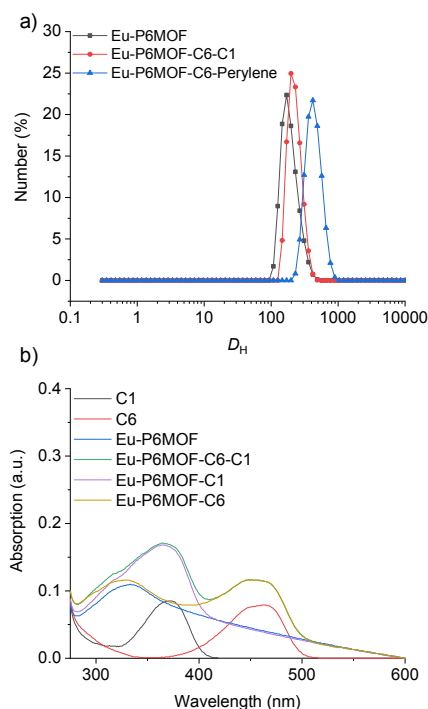 a)
30
25
20
15
10
5
0
Number (%)
Eu-P6MOF
Eu-P6MOF-C6-C1
Eu-P6MOF-C6-Perylene
0.1 1 10 100 1000 10000
D_H
b)
0.4
0.3
0.2
0.1
0.0
Absorption (a.u.)
C1
C6
Eu-P6MOF
Eu-P6MOF-C6-C1
Eu-P6MOF-C1
Eu-P6MOF-C6
300 400 500 600
Wavelength (nm)